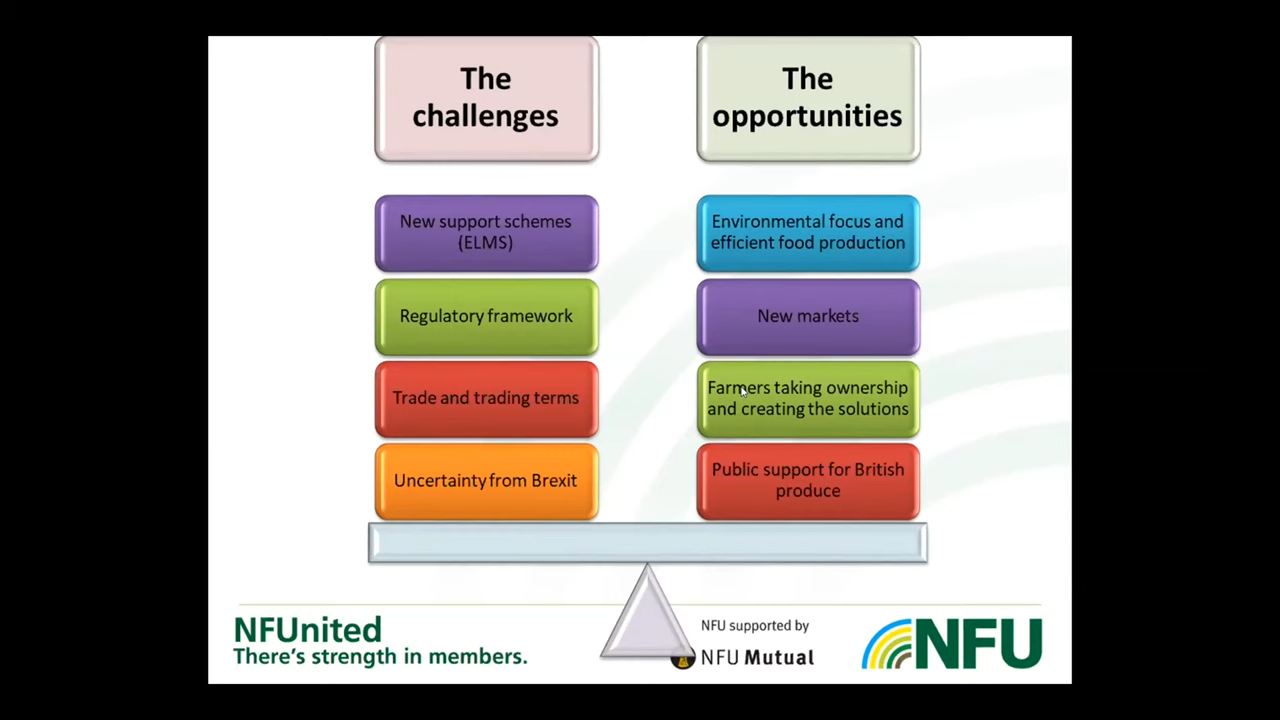 The
challenges
New support schemes
(ELMS)
Regulatory framework
Trade and trading terms
Uncertainty from Brexit
The
opportunities
Environmental focus and
efficient food production
New markets
Farmers taking ownership
and creating the solutions
Public support for British
produce
NFUnited
There's strength in members.
NFU supported by
NFU Mutual
NFU